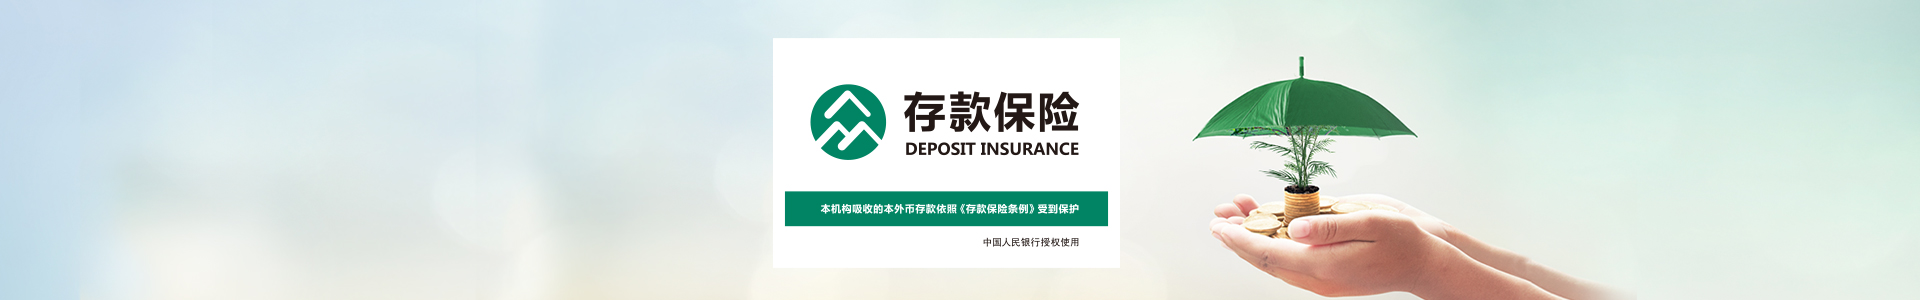 存款保险
DEPOSIT INSURANCE
本机构吸收的本外币存款依照《存款保险条例》受到保护
中国人民银行授权使用